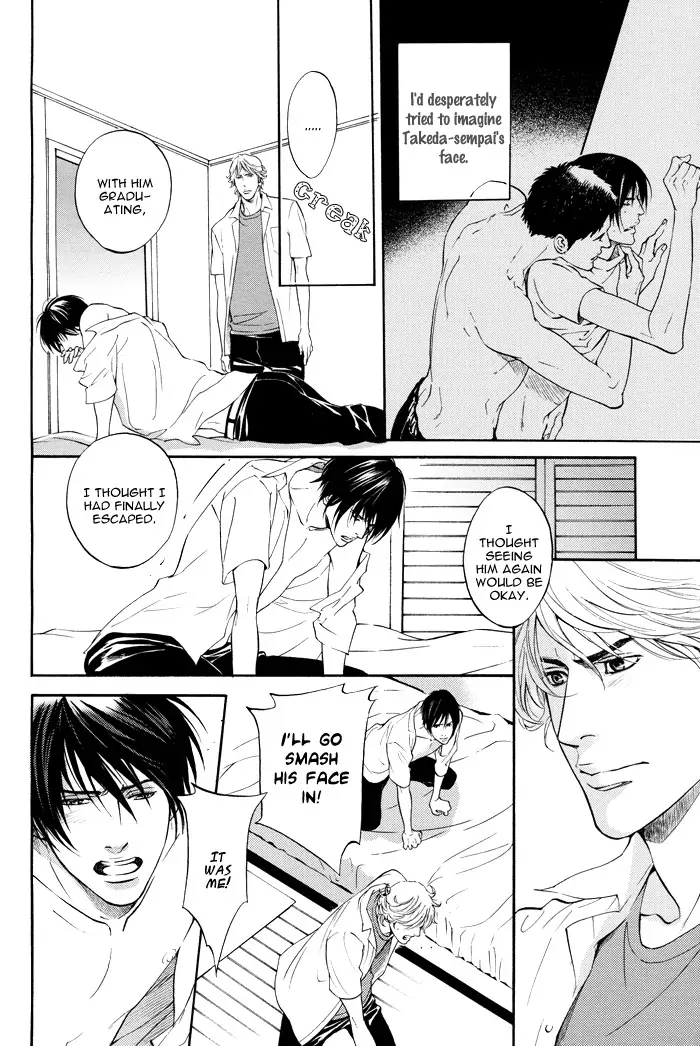 I'd desperately
tried to imagine
Takeda-sempai's
face.
.....
creak
WITH HIM
GRADU-
ATING,
I THOUGHT
SEEING
HIM AGAIN
WOULD BE
OKAY.
I THOUGHT I
HAD FINALLY
ESCAPED.
I'LL GO
SMASH
HIS FACE
IN!
IT
WAS
ME!